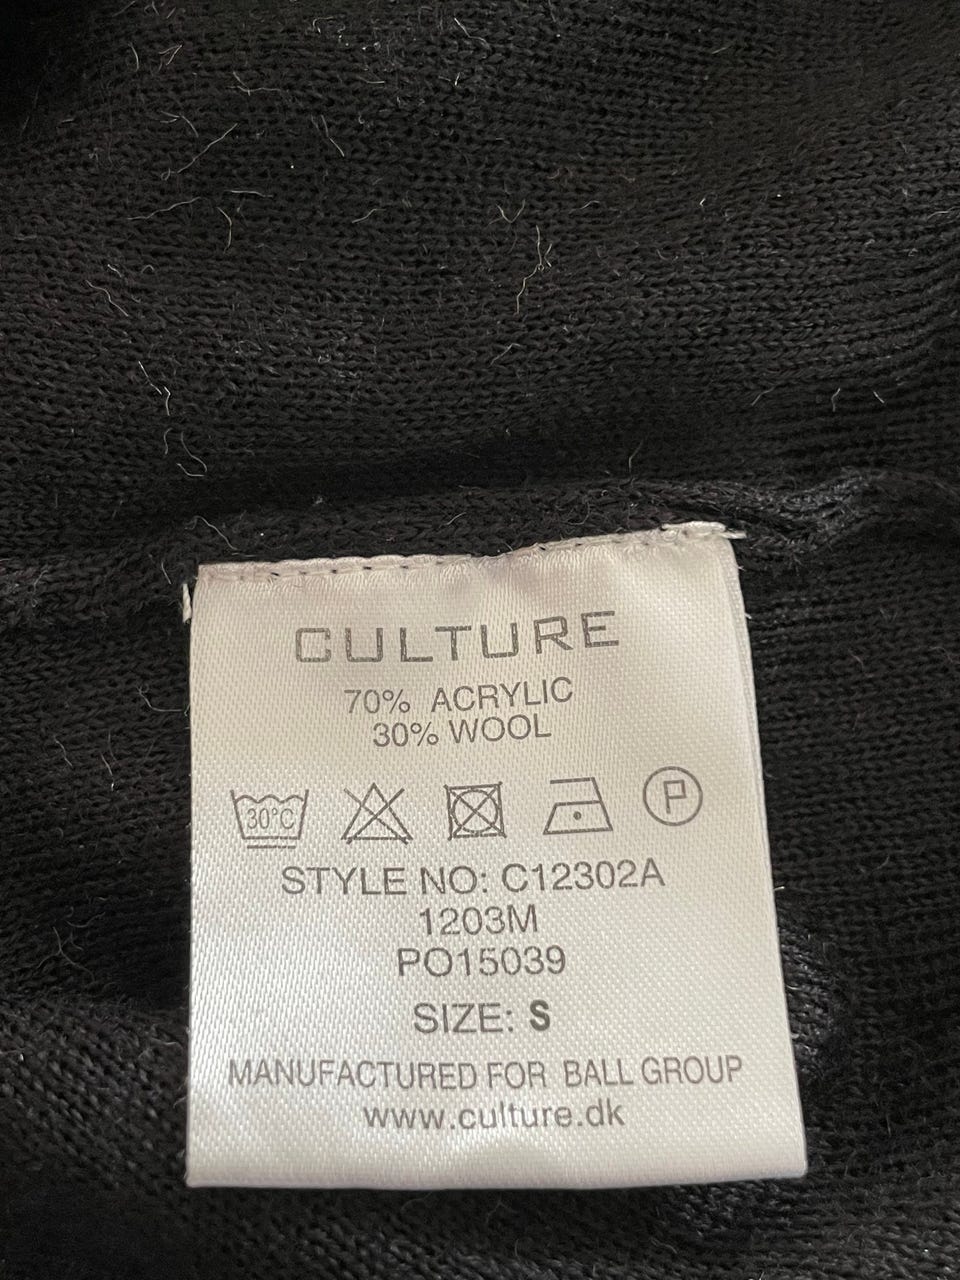 CULTURE
70% ACRYLIC
30% WOOL
30°C P
STYLE NO: C12302A
1203M
PO15039
SIZE: S
MANUFACTURED FOR BALL GROUP
www.culture.dk